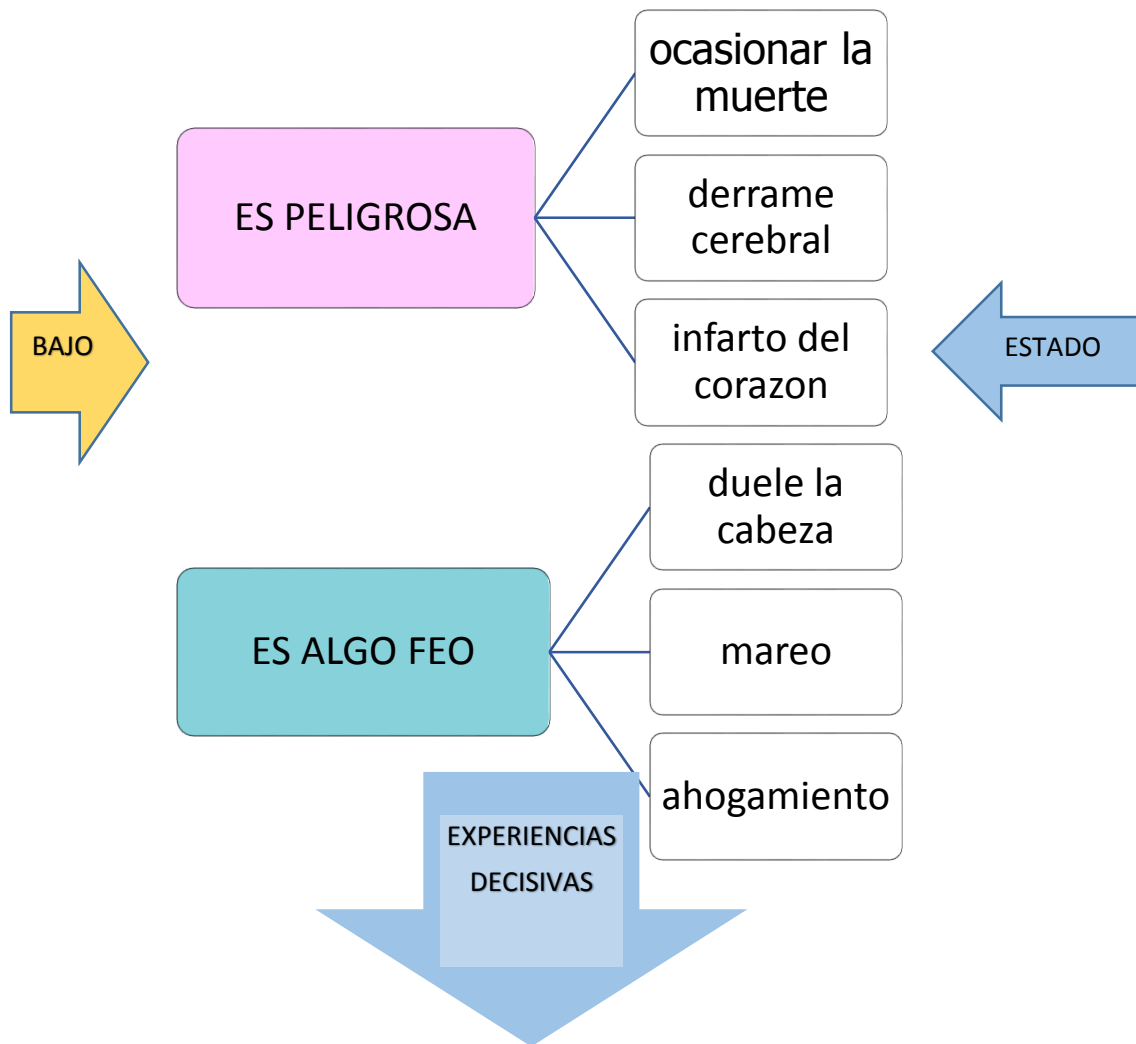 ocasionar la
muerte
ES PELIGROSA
derrame
cerebral
BAJO
infarto del
corazon
ESTADO
duele la
cabeza
ES ALGO FEO
mareo
ahogamiento
EXPERIENCIAS
DECISIVAS